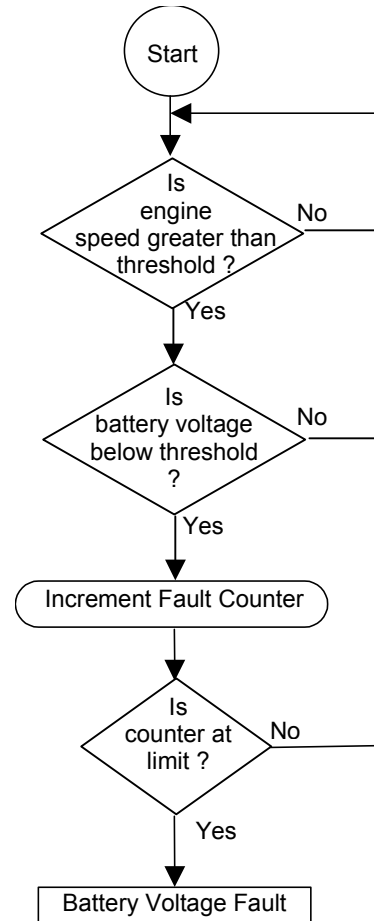 Start
Is
engine
speed greater than
threshold ?
No
Yes
Is
battery voltage
below threshold
?
No
Yes
Increment Fault Counter
Is
counter at
limit ?
No
Yes
Battery Voltage Fault